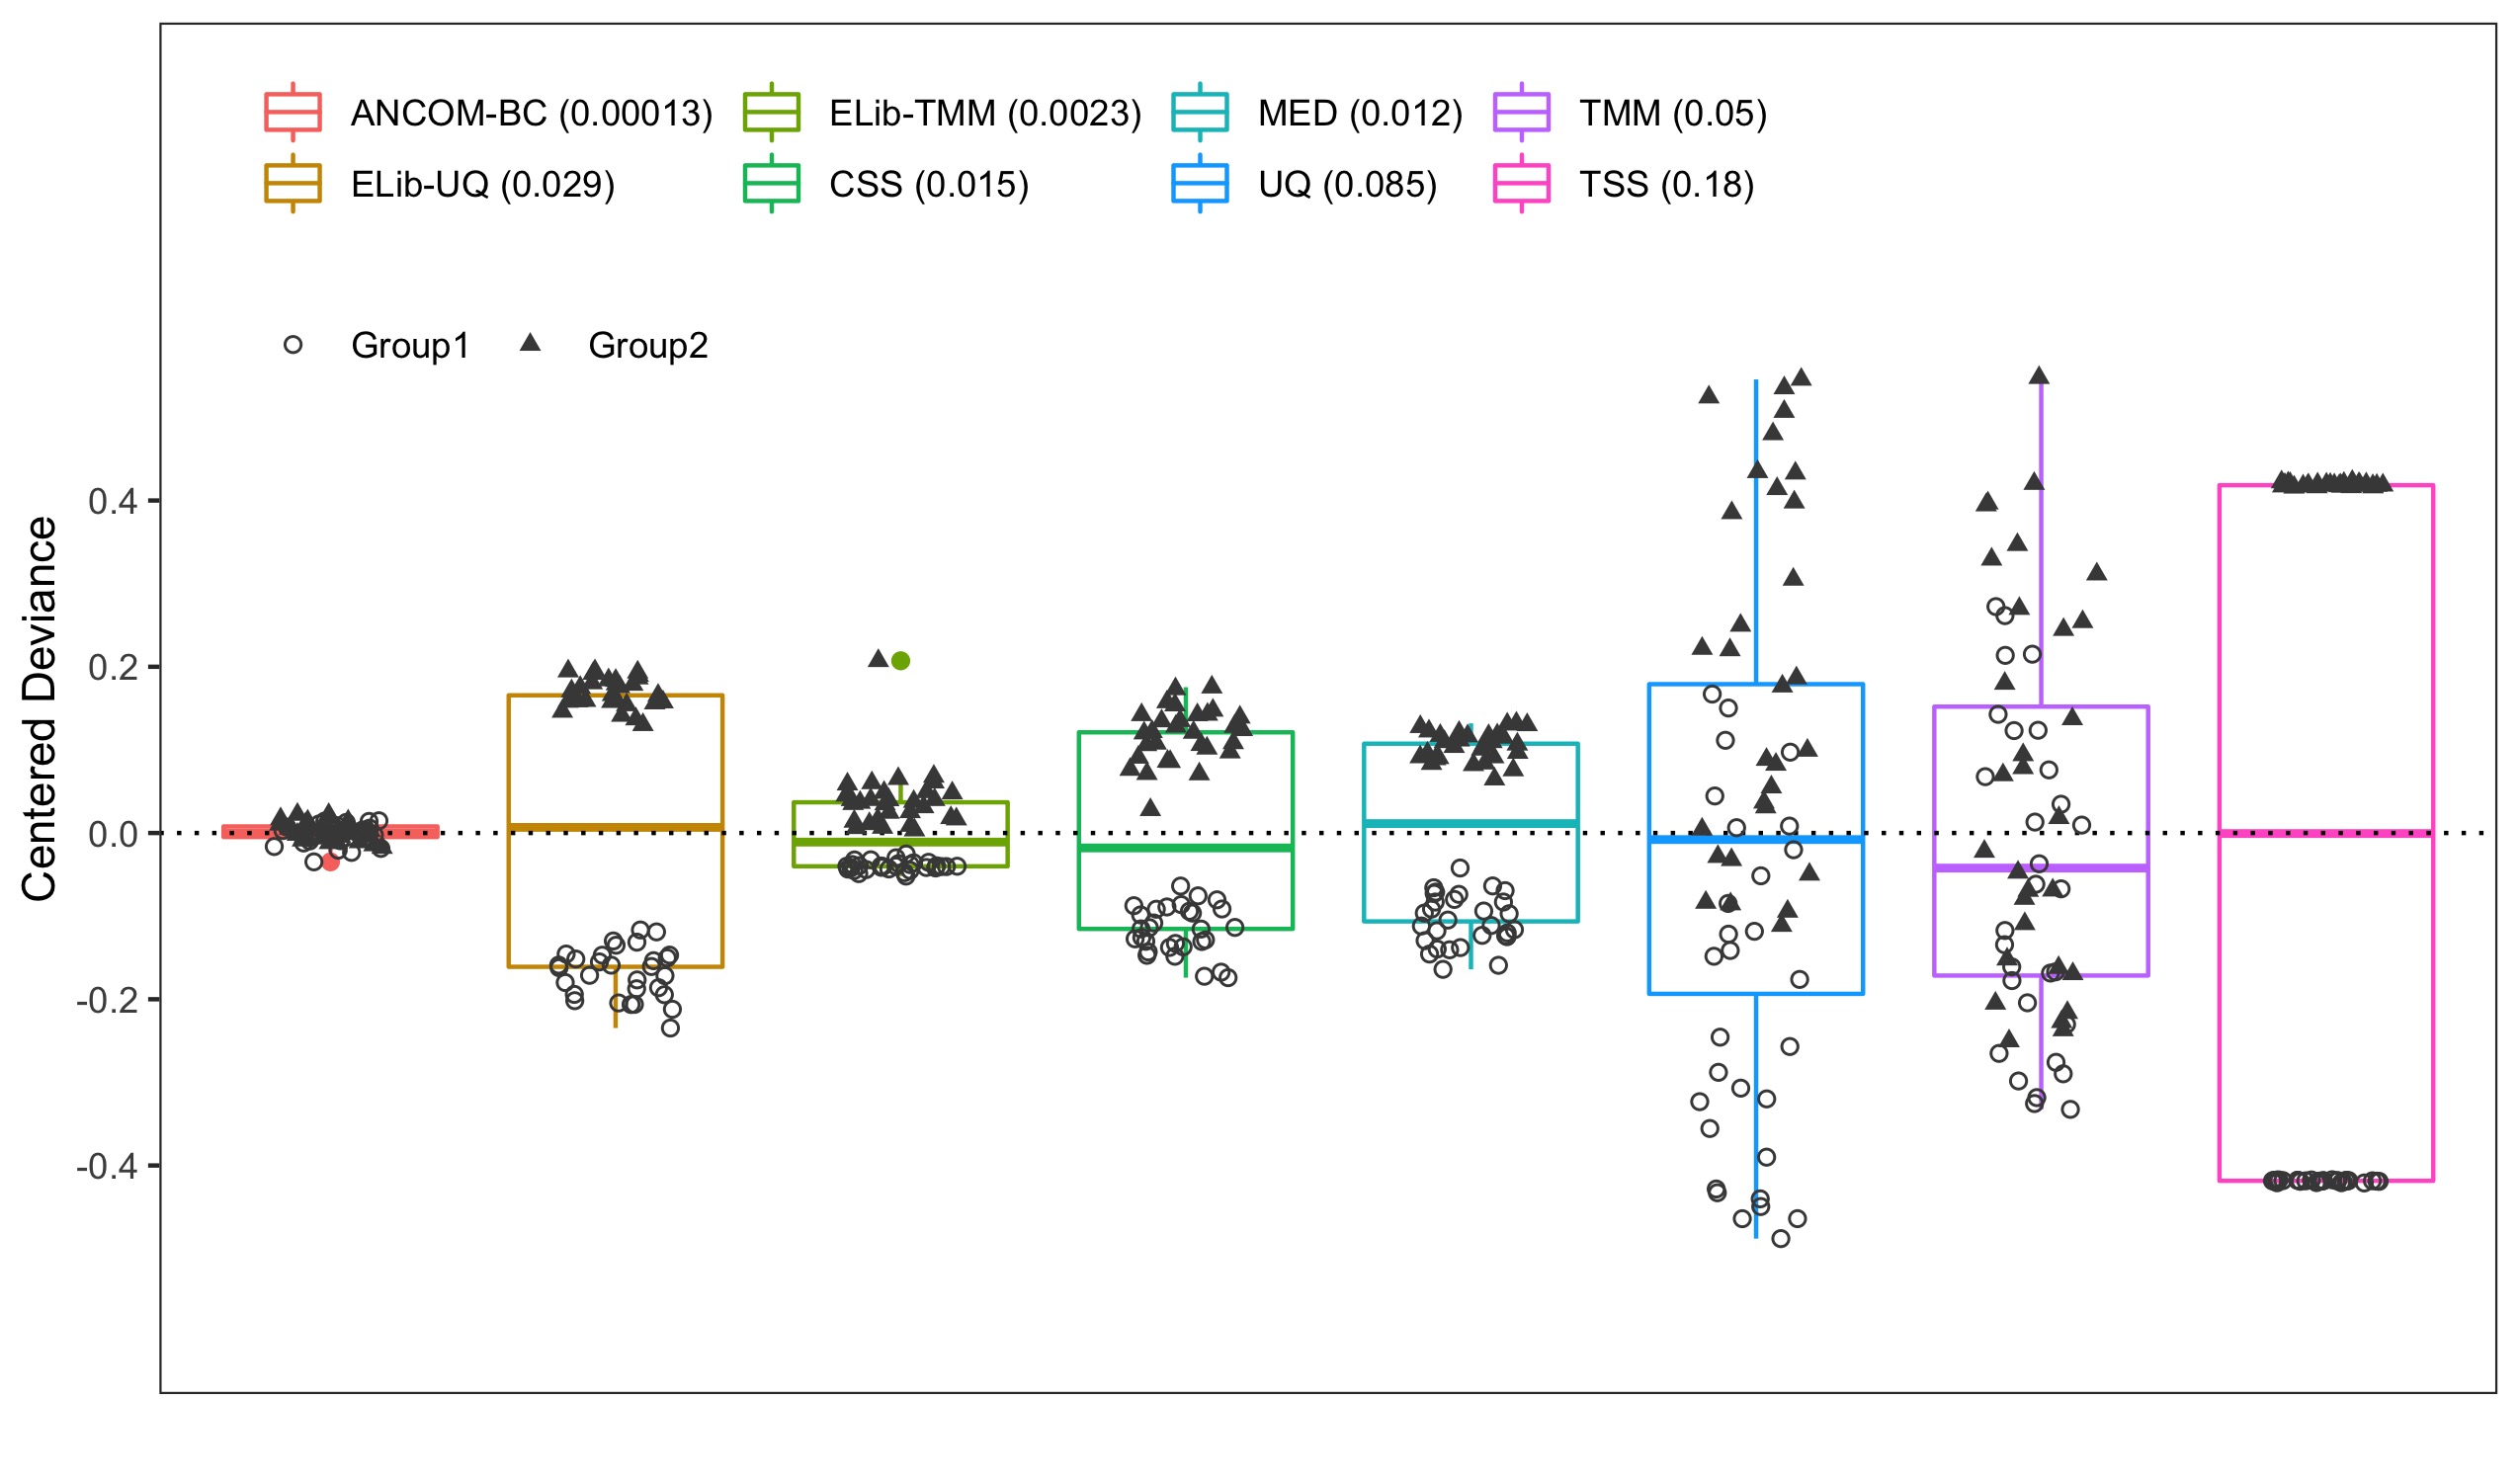 ANCOM-BC (0.00013) ELib-TMM (0.0023) MED (0.012) TMM (0.05)
ELib-UQ (0.029) CSS (0.015) UQ (0.085) TSS (0.18)
Group1 Group2
Centered Deviance
0.4
0.2
0.0
-0.2
-0.4